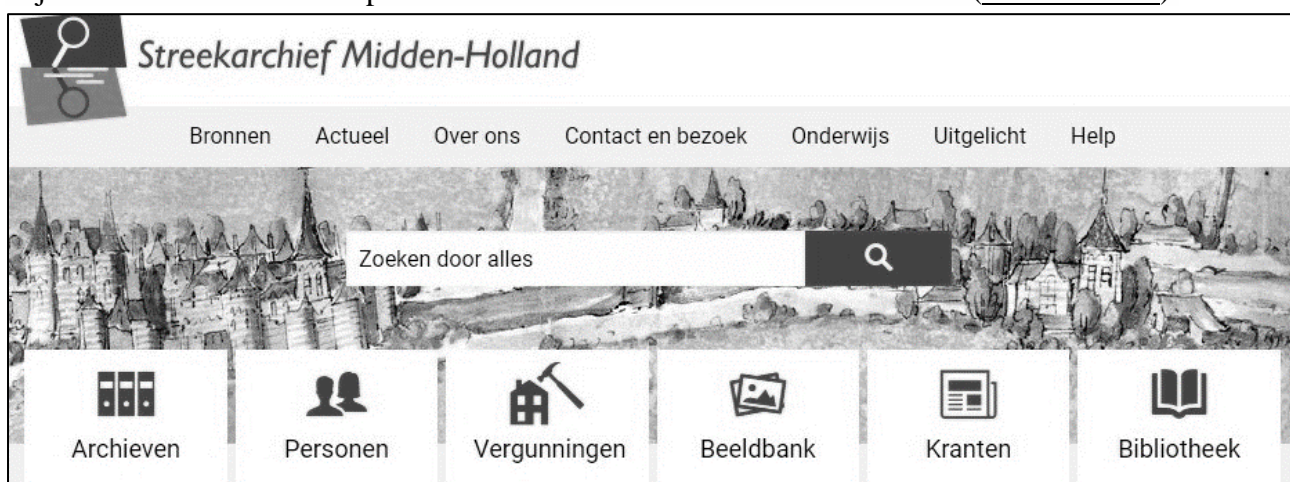 Streekarchief Midden-Holland
Bronnen Actueel Over ons Contact en bezoek Onderwijs Uitgelicht Help
Zoeken door alles
Archieven Personen Vergunningen Beeldbank Kranten Bibliotheek